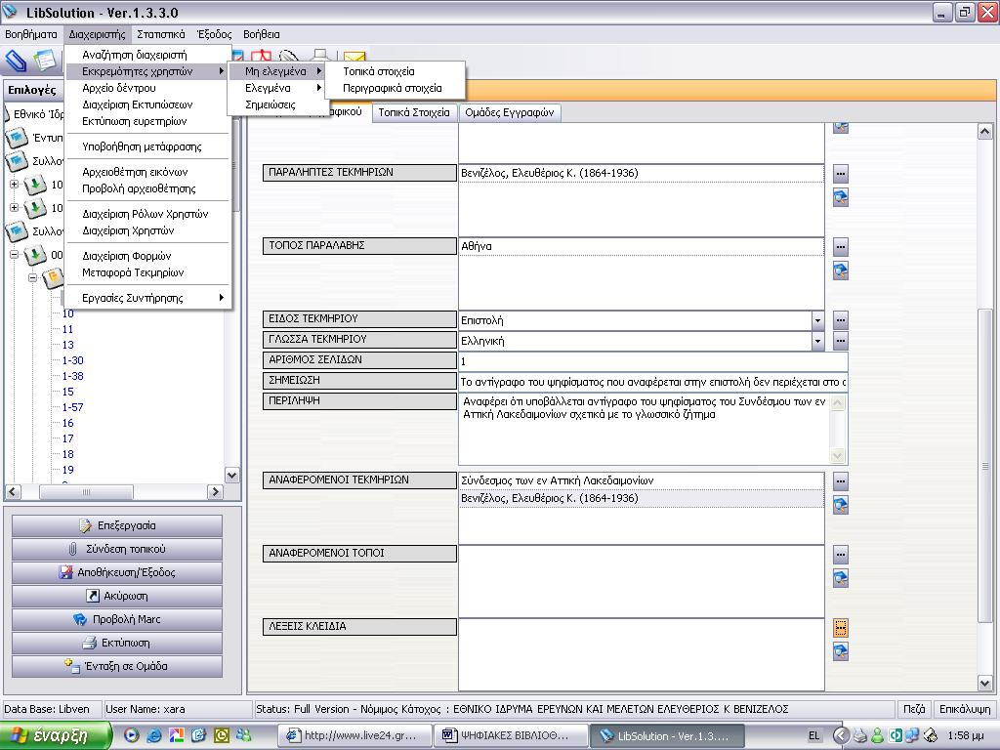 LibSolution - Ver.1.3.3.0
Βοηθήματα Διαχειριστής Στατιστικά Έξοδος Βοήθεια
Αναζήτηση διαχειριστή
Εκκρεμότητες χρηστών
Αρχείο δέντρου
Διαχείριση Εκτυπώσεων
Εκτύπωση ευρετηρίων
Υποβοήθηση μετάφρασης
Αρχειοθέτηση εικόνων
Προβολή αρχειοθέτησης
Διαχείριση Ρόλων Χρηστών
Διαχείριση Χρηστών
Διαχείριση Φορμών
Μεταφορά Τεκμηρίων
Εργασίες Συντήρησης
Μη ελεγμένα
Ελεγμένα
Σημειώσεις
Τοπικά στοιχεία
Περιγραφικά στοιχεία
Επιλογές
Εθνικό Ίδρ
Έντυπ
Συλλο
10
10
Συλλο
00
10
11
13
1-30
1-38
15
1-57
16
17
18
19
Επεξεργασία
Σύνδεση τοπικού
Αποθήκευση/Έξοδος
Ακύρωση
Προβολή Marc
Εκτύπωση
Ένταξη σε Ομάδα
αφικού Τοπικά Στοιχεία Ομάδες Εγγραφών
ΠΑΡΑΛΗΠΤΕΣ ΤΕΚΜΗΡΙΩΝ Βενιζέλος, Ελευθέριος Κ. (1864-1936)
ΤΟΠΟΣ ΠΑΡΑΛΑΒΗΣ Αθήνα
ΕΙΔΟΣ ΤΕΚΜΗΡΙΟΥ Επιστολή
ΓΛΩΣΣΑ ΤΕΚΜΗΡΙΟΥ Ελληνική
ΑΡΙΘΜΟΣ ΣΕΛΙΔΩΝ 1
ΣΗΜΕΙΩΣΗ Το αντίγραφο του ψηφίσματος που αναφέρεται στην επιστολή δεν περιέχεται στο
ΠΕΡΙΛΗΨΗ Αναφέρει ότι υποβάλλεται αντίγραφο του ψηφίσματος του Συνδέσμου των εν
Αττική Λακεδαιμονίων σχετικά με το γλωσσικό ζήτημα
ΑΝΑΦΕΡΟΜΕΝΟΙ ΤΕΚΜΗΡΙΩΝ Σύνδεσμος των εν Αττική Λακεδαιμονίων
Βενιζέλος, Ελευθέριος Κ. (1864-1936)
ΑΝΑΦΕΡΟΜΕΝΟΙ ΤΟΠΟΙ
ΛΕΞΕΙΣ ΚΛΕΙΔΙΑ
Data Base: Libven User Name: xara Status: Full Version - Νόμιμος Κάτοχος : ΕΘΝΙΚΟ ΙΔΡΥΜΑ ΕΡΕΥΝΩΝ ΚΑΙ ΜΕΛΕΤΩΝ ΕΛΕΥΘΕΡΙΟΣ Κ ΒΕΝΙΖΕΛΟΣ Πεζά Επικάλυψη
έναρξη http://www.live24.gr... ΨΗΦΙΑΚΕΣ ΒΙΒΛΙΟΘ... LibSolution - Ver.1.3.... EL 1:58 μμ